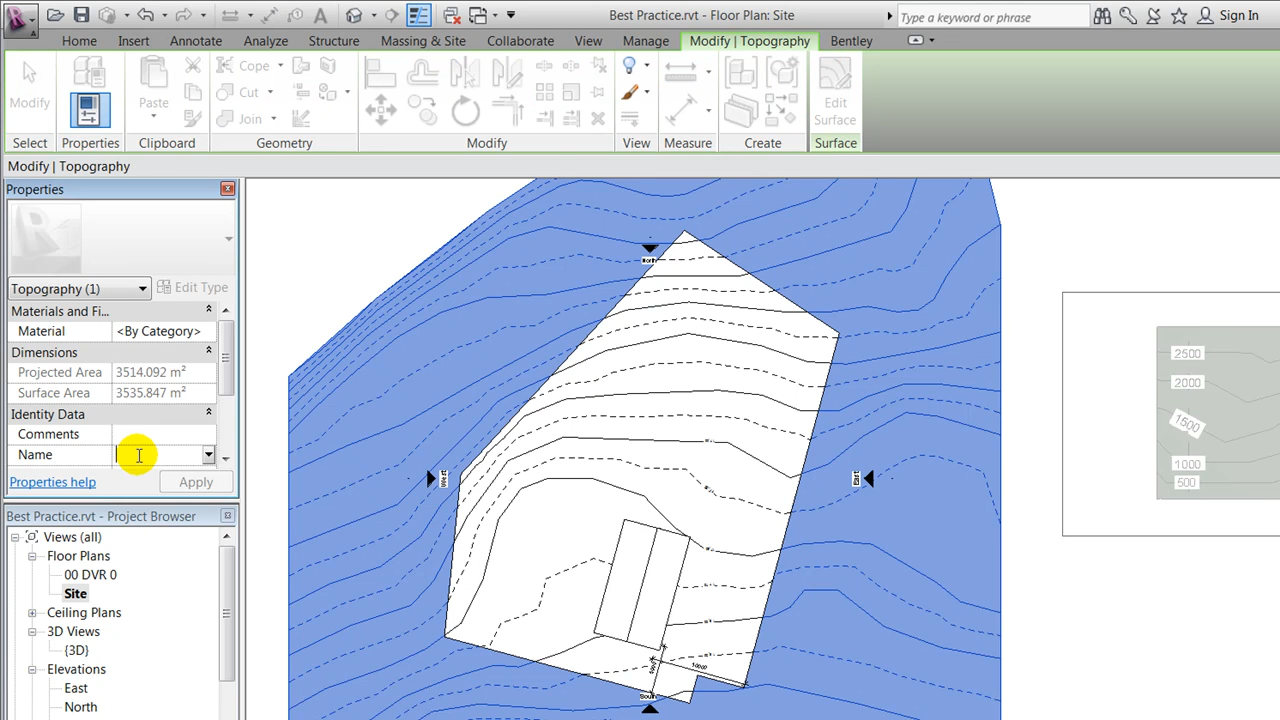 Best Practice.rvt - Floor Plan: Site
Type a keyword or phrase
Sign In
Home Insert Annotate Analyze Structure Massing & Site Collaborate View Manage Modify | Topography Bentley
Modify
Paste
Cope
Cut
Join
Edit
Surface
Select Properties Clipboard Geometry Modify View Measure Create Surface
Modify | Topography
Properties
R
Topography (1)
Edit Type
Materials and Fi...
Material <By Category>
Dimensions
Projected Area 3514.092 m²
Surface Area 3535.847 m²
Identity Data
Comments
Name
Properties help
Apply
Best Practice.rvt - Project Browser
Views (all)
Floor Plans
00 DVR 0
Site
Ceiling Plans
3D Views
{3D}
Elevations
East
North
North
West
East
South
10000
2500
2000
1500
1000
500